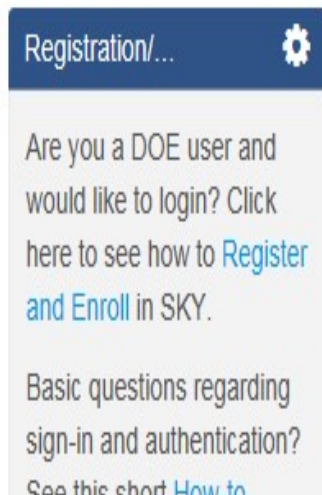 Registration/...
Are you a DOE user and
would like to login? Click
here to see how to Register
and Enroll in SKY.
Basic questions regarding
sign-in and authentication?
See this short How-to